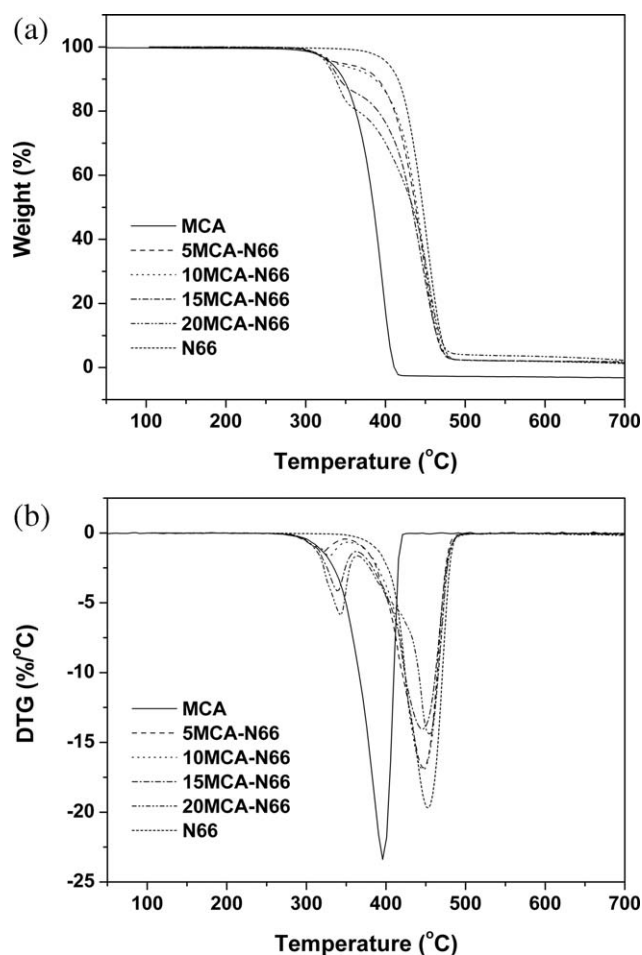 (a)
100
80
60
40
20
0
Weight (%)
MCA
5MCA-N66
10MCA-N66
15MCA-N66
20MCA-N66
N66
100 200 300 400 500 600 700
Temperature (°C)
(b)
0
-5
-10
-15
-20
-25
DTG (%/°C)
MCA
5MCA-N66
10MCA-N66
15MCA-N66
20MCA-N66
N66
100 200 300 400 500 600 700
Temperature (°C)